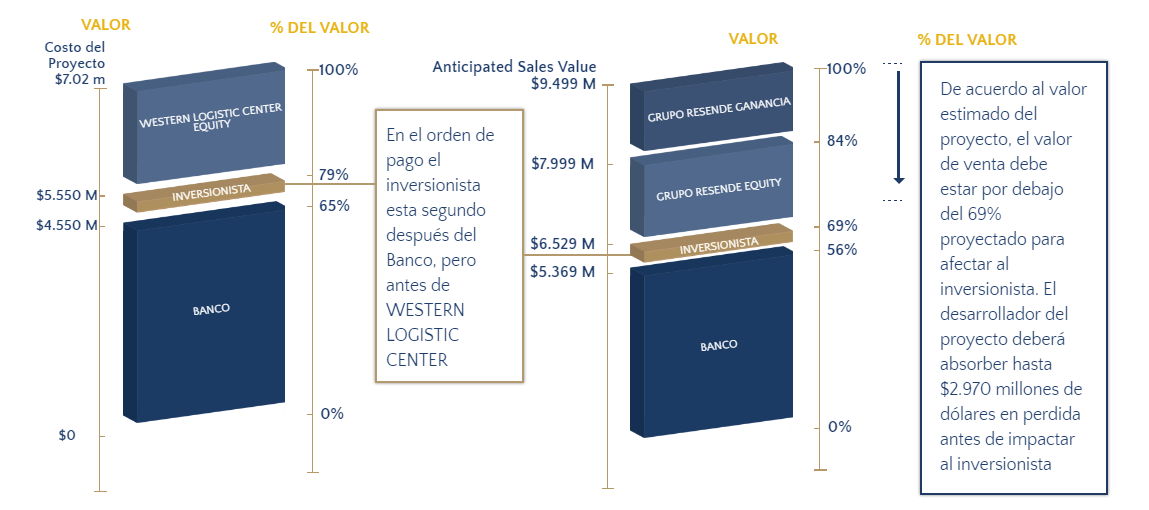 VALOR
% DEL VALOR
Costo del
Proyecto
$7.02 m
100%
WESTERN LOGISTIC CENTER
EQUITY
79%
INVERSIONISTA
$5.550 M
65%
$4.550 M
BANCO
0%
$0
En el orden de
pago el
inversionista
esta segundo
después del
Banco, pero
antes de
WESTERN
LOGISTIC
CENTER
VALOR
% DEL VALOR
Anticipated Sales Value
$9.499 M
100%
GRUPO RESENDE GANANCIA
84%
$7.999 M
GRUPO RESENDE EQUITY
69%
$6.529 M
INVERSIONISTA
56%
$5.369 M
BANCO
0%
De acuerdo al valor
estimado del
proyecto, el valor
de venta debe
estar por debajo
del 69%
proyectado para
afectar al
inversionista. El
desarrollador del
proyecto deberá
absorber hasta
$2.970 millones de
dólares en perdida
antes de impactar
al inversionista